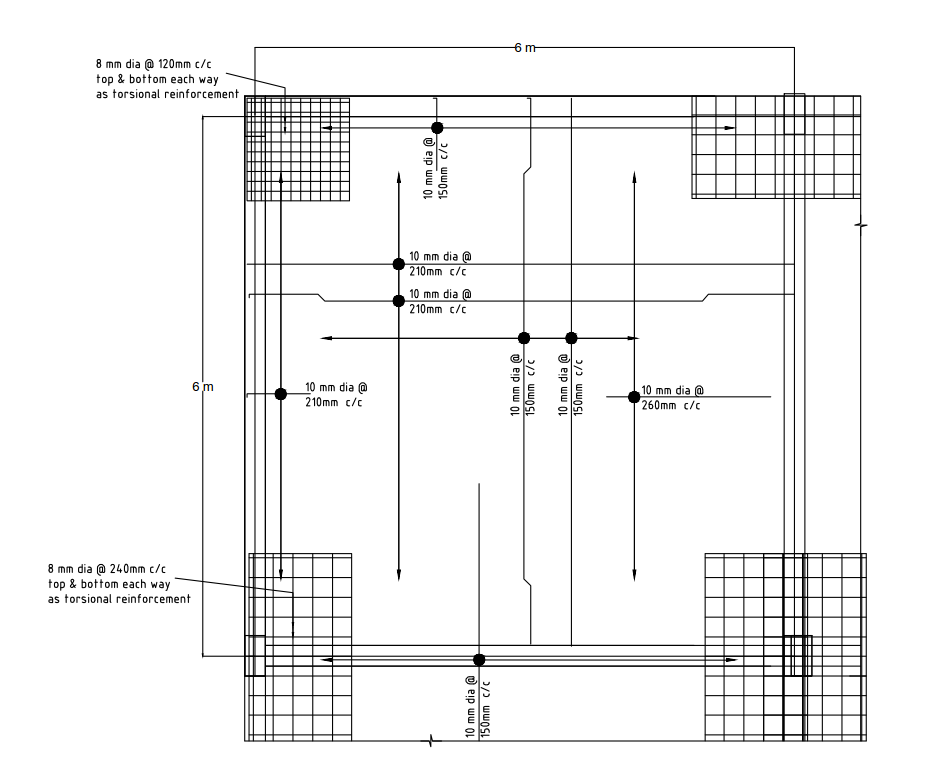 6 m
8 mm dia @ 120mm c/c
top & bottom each way
as torsional reinforcement
10 mm dia @
150mm c/c
10 mm dia @
210mm c/c
10 mm dia @
210mm c/c
10 mm dia @
150mm c/c
10 mm dia @
150mm c/c
6 m
10 mm dia @
210mm c/c
10 mm dia @
260mm c/c
8 mm dia @ 240mm c/c
top & bottom each way
as torsional reinforcement
10 mm dia @
150mm c/c